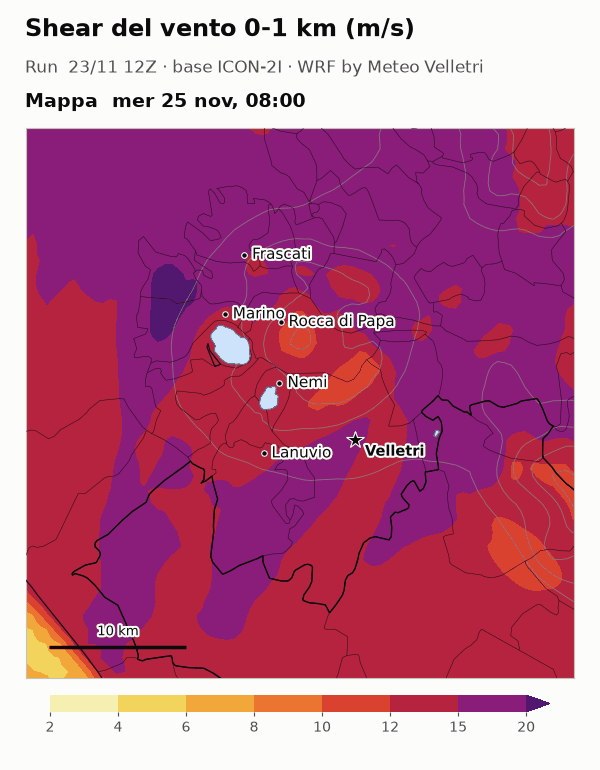 Shear del vento 0-1 km (m/s)
Run 23/11 12Z · base ICON-2I · WRF by Meteo Velletri
Mappa mer 25 nov, 08:00
Frascati
Marino
Rocca di Papa
Nemi
Lanuvio
Velletri
10 km
2 4 6 8 10 12 15 20